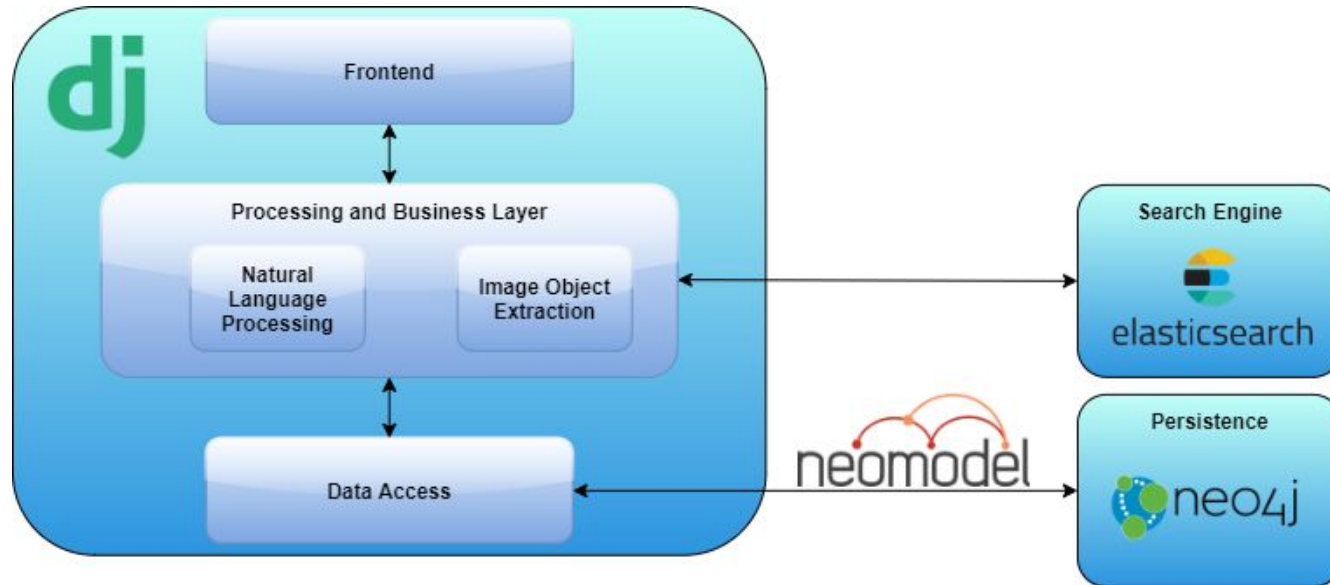 dj
Frontend
Processing and Business Layer
Natural
Language
Processing
Image Object
Extraction
Data Access
neomodel
Search Engine
elasticsearch
Persistence
neo4j